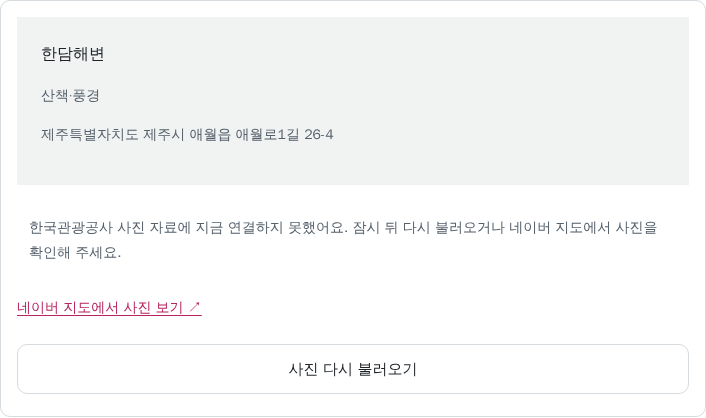 한담해변
산책·풍경
제주특별자치도 제주시 애월읍 애월로1길 26-4
한국관광공사 사진 자료에 지금 연결하지 못했어요. 잠시 뒤 다시 불러오거나 네이버 지도에서 사진을
확인해 주세요.
네이버 지도에서 사진 보기 ↗
사진 다시 불러오기